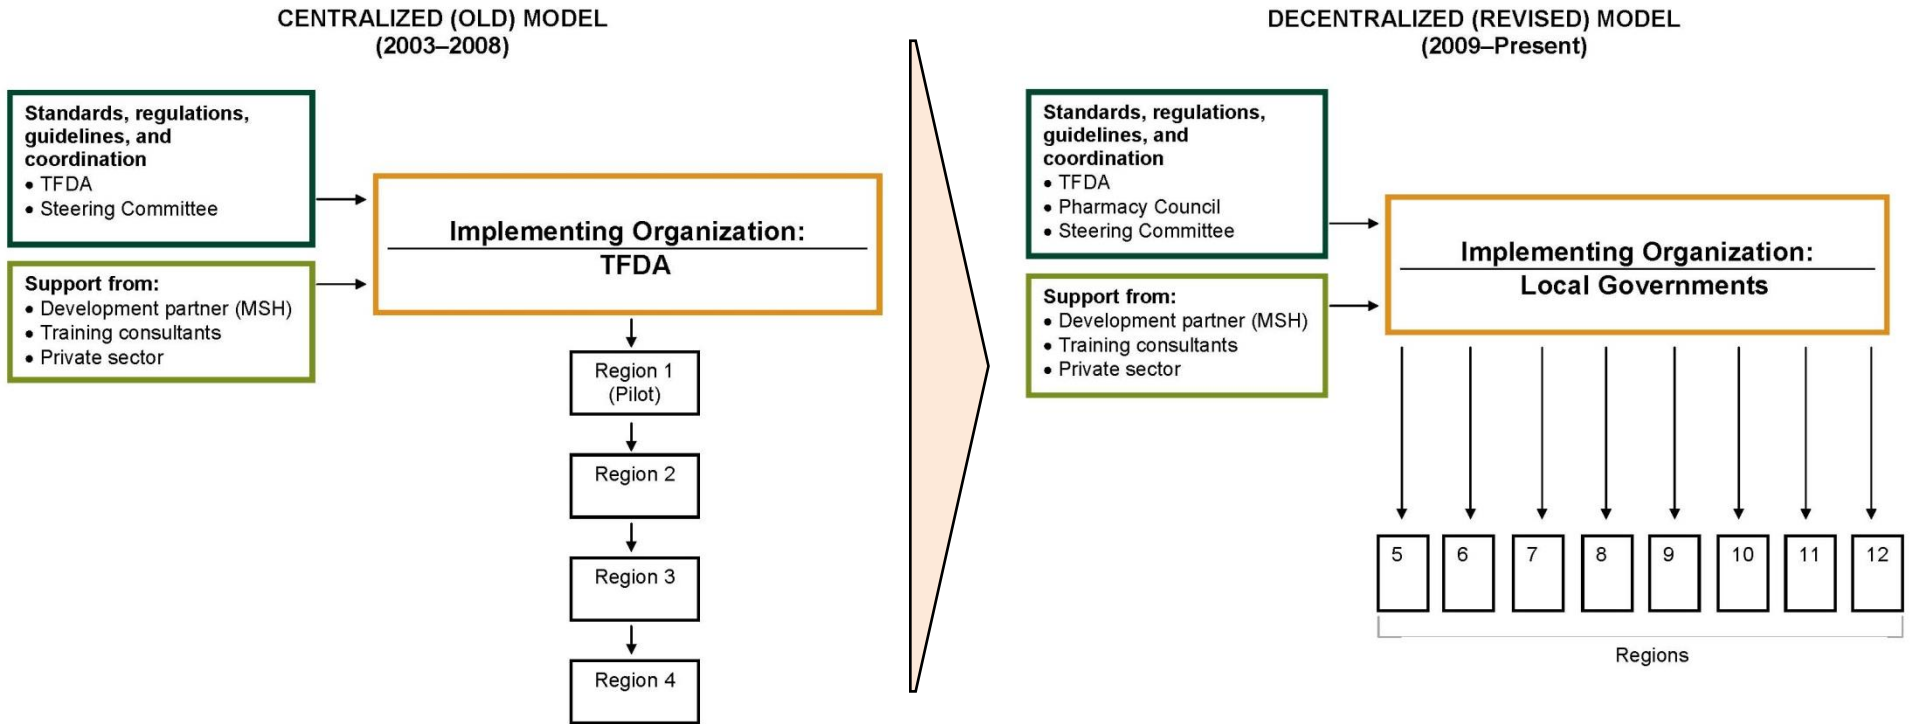 CENTRALIZED (OLD) MODEL
(2003–2008)
Standards, regulations,
guidelines, and
coordination
• TFDA
• Steering Committee
Support from:
• Development partner (MSH)
• Training consultants
• Private sector
Implementing Organization:
TFDA
Region 1
(Pilot)
Region 2
Region 3
Region 4
DECENTRALIZED (REVISED) MODEL
(2009–Present)
Standards, regulations,
guidelines, and
coordination
• TFDA
• Pharmacy Council
• Steering Committee
Support from:
• Development partner (MSH)
• Training consultants
• Private sector
Implementing Organization:
Local Governments
5 6 7 8 9 10 11 12
Regions